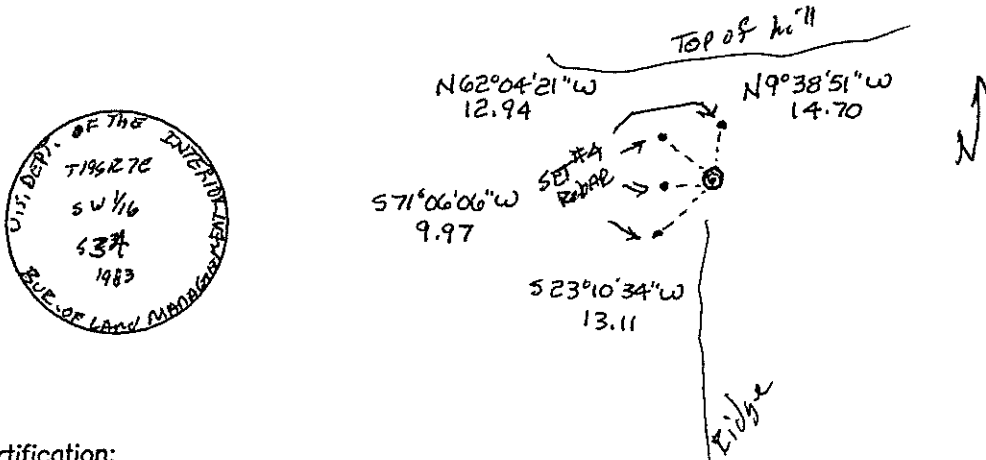 Top of hill
N62°04'21"W
12.94
N9°38'51"W
14.70
N
SET #4
RebAR
S71°06'06"W
9.97
S23°10'34"W
13.11
Ridge
U.S. DEPT. OF THE INTERIOR
T19S R7E
SW 1/16
S34
1983
BUR. OF LAND MANAGEMENT
rtification: